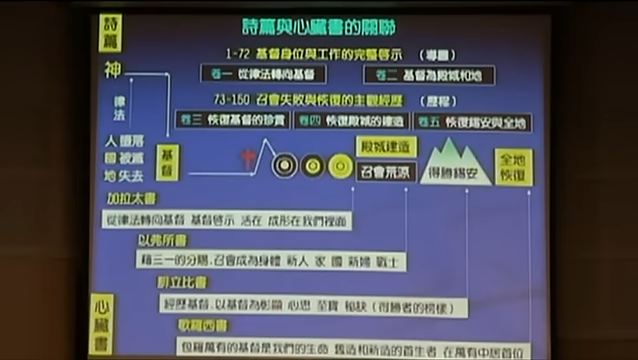 詩篇與心臟書的關聯
詩篇
1-72 基督身位與工作的完整啓示 (專題)
神
卷一 從律法轉向基督
卷二 基督為殿城和地
律法
73-150 召會失敗與恢復的主觀經歷 (歷程)
卷三 恢復基督的珍賞
卷四 恢復殿城的建造
卷五 恢復錫安與全地
人墮落
國被滅
地失去
基督
殿城建造
召會荒涼
得勝錫安
全地恢復
加拉太書
從律法轉向基督 基督啓示 活在 成形在我們裡面
以弗所書
藉三一的分賜, 召會成為身體 新人 家 國 新婦 戰士
腓立比書
經歷基督, 以基督為彰顯 心思 至寶 秘訣 (得勝者的榜樣)
歌羅西書
包羅萬有的基督是我們的生命 舊造和新造的首生者 在萬有中居首位
心臟書